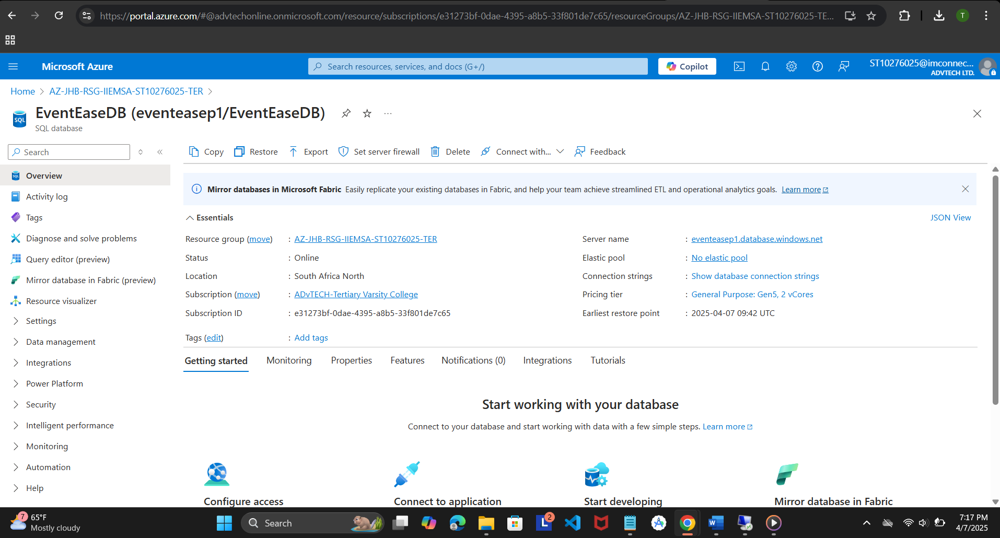 https://portal.azure.com/#@advtechonline.onmicrosoft.com/resource/subscriptions/e31273bf-0dae-4395-a8b5-33f801de7c65/resourceGroups/AZ-JHB-RSG-IIEMSA-ST10276025-TE...
T
Microsoft Azure
Search resources, services, and docs (G+/)
Copilot
ST10276025@imconnec...
ADVTECH LTD.
Home > AZ-JHB-RSG-IIEMSA-ST10276025-TER >
SQL
EventEaseDB (eventeasep1/EventEaseDB)
SQL database
Search
Copy
Restore
Export
Set server firewall
Delete
Connect with...
Feedback
Overview
Activity log
Tags
Diagnose and solve problems
Query editor (preview)
Mirror database in Fabric (preview)
Resource visualizer
Settings
Data management
Integrations
Power Platform
Security
Intelligent performance
Monitoring
Automation
Help
Mirror databases in Microsoft Fabric Easily replicate your existing databases in Fabric, and help your team achieve streamlined ETL and operational analytics goals. Learn more
Essentials
JSON View
Resource group (move) : AZ-JHB-RSG-IIEMSA-ST10276025-TER
Status : Online
Location : South Africa North
Subscription (move) : ADvTECH-Tertiary Varsity College
Subscription ID : e31273bf-0dae-4395-a8b5-33f801de7c65
Server name : eventeasep1.database.windows.net
Elastic pool : No elastic pool
Connection strings : Show database connection strings
Pricing tier : General Purpose: Gen5, 2 vCores
Earliest restore point : 2025-04-07 09:42 UTC
Tags (edit) : Add tags
Getting started
Monitoring
Properties
Features
Notifications (0)
Integrations
Tutorials
Start working with your database
Connect to your database and start working with data with a few simple steps. Learn more
Configure access
Connect to application
Start developing
Mirror database in Fabric
7
65°F
Mostly cloudy
Search
L
2
7:17 PM
4/7/2025